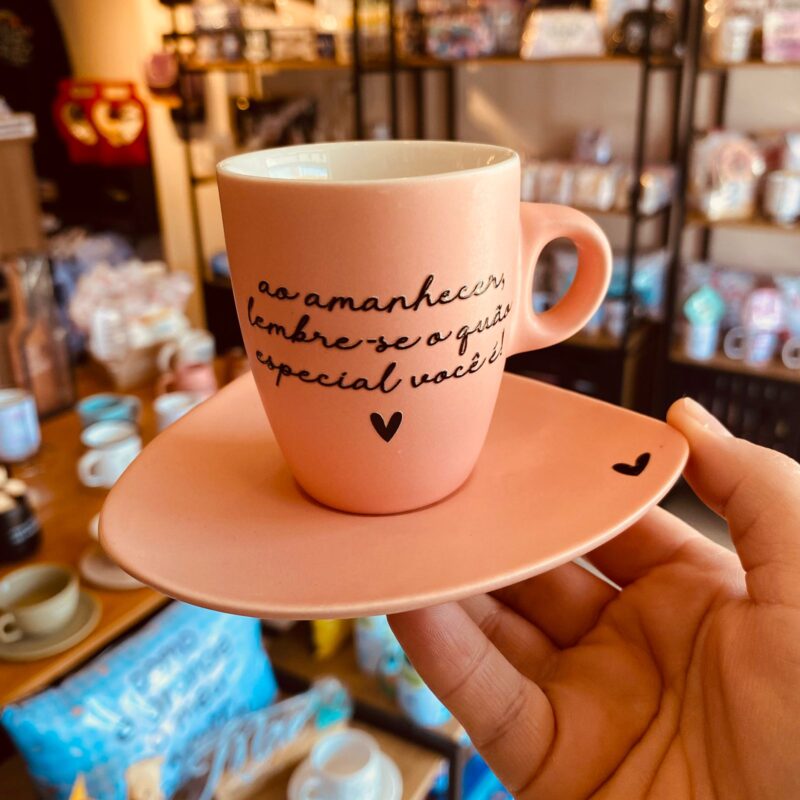 ao amanhecer,
lembre-se o quão
especial você é!